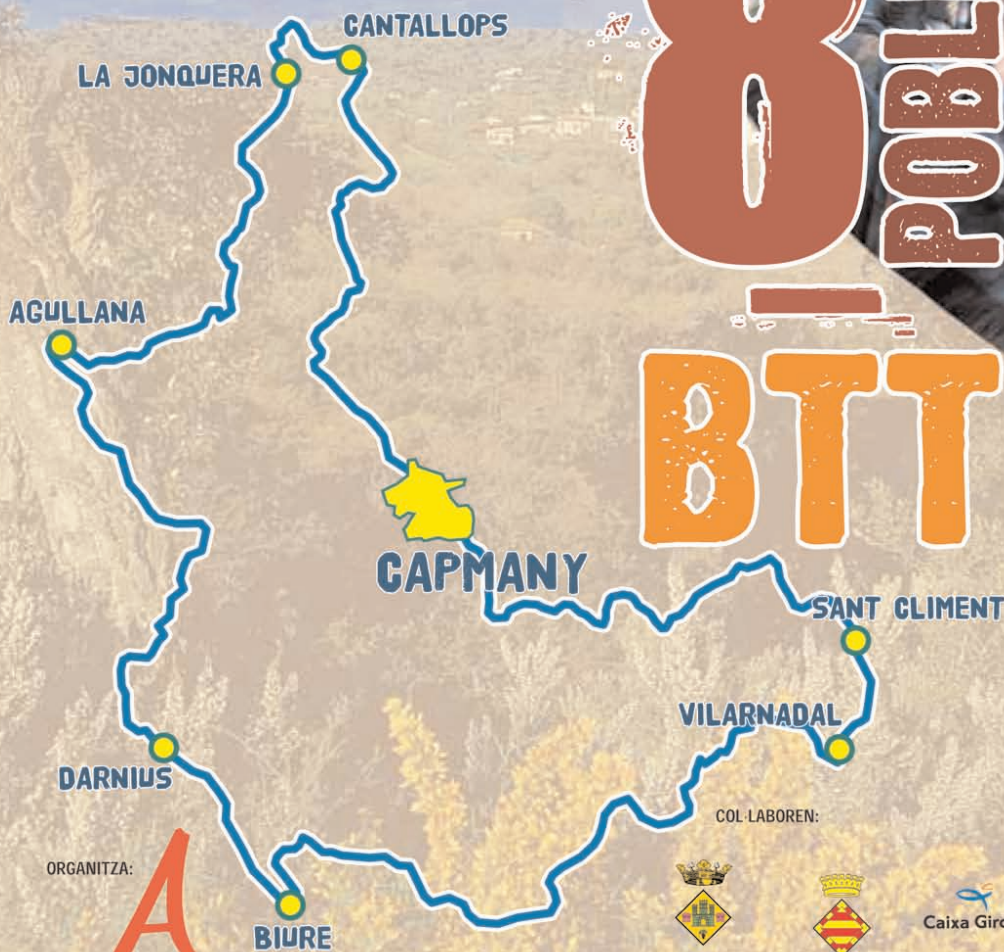 CANTALLOPS
LA JONQUERA
8
POBL
AGULLANA
BTT
CAPMANY
SANT CLIMENT
VILARNADAL
DARNIUS
COL·LABOREN:
ORGANITZA:
A
BIURE
Caixa Giro